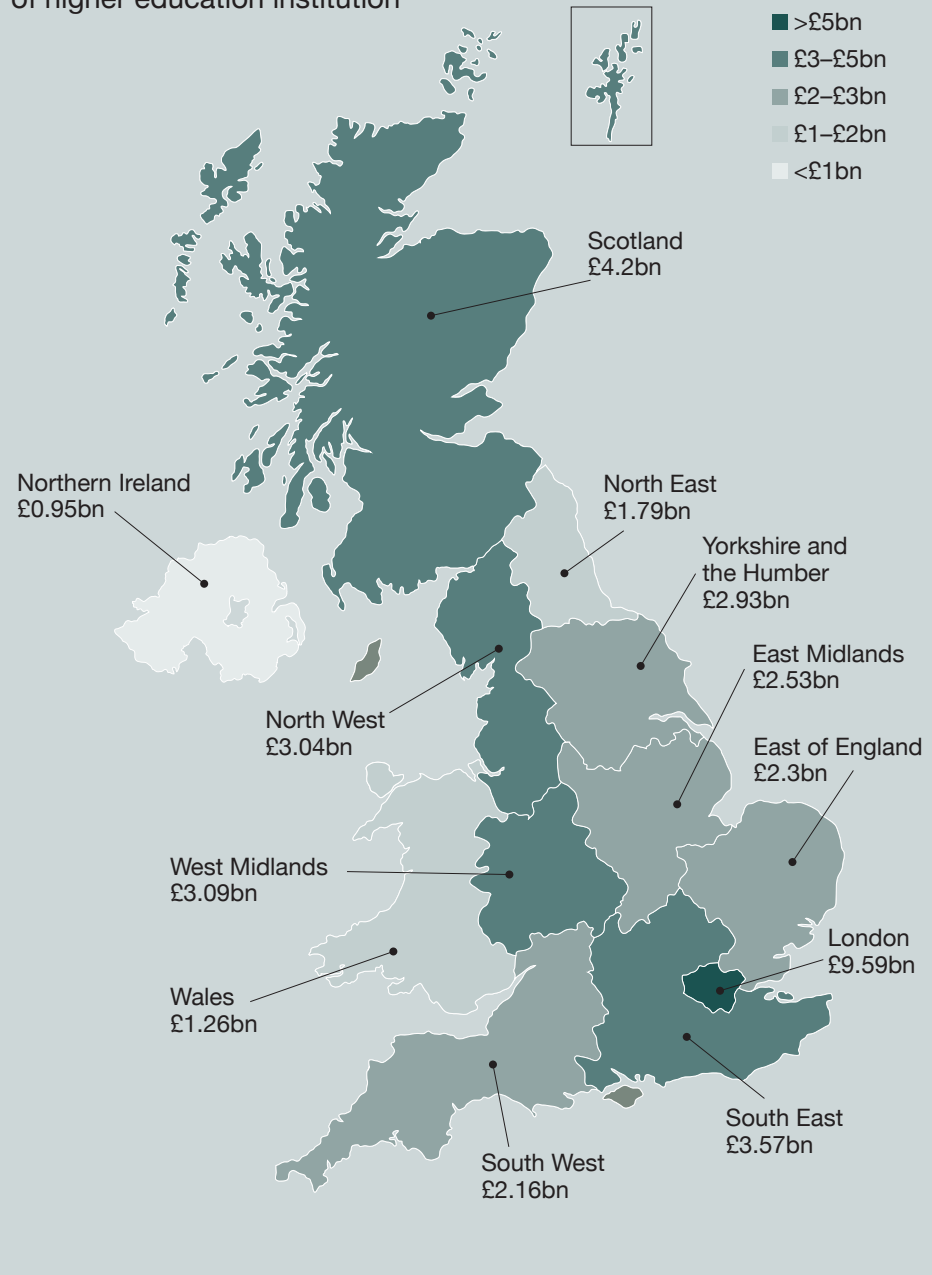 of higher education institution
>£5bn
£3–£5bn
£2–£3bn
£1–£2bn
<£1bn
Scotland
£4.2bn
Northern Ireland
£0.95bn
North East
£1.79bn
Yorkshire and
the Humber
£2.93bn
East Midlands
£2.53bn
North West
£3.04bn
East of England
£2.3bn
West Midlands
£3.09bn
London
£9.59bn
Wales
£1.26bn
South East
£3.57bn
South West
£2.16bn